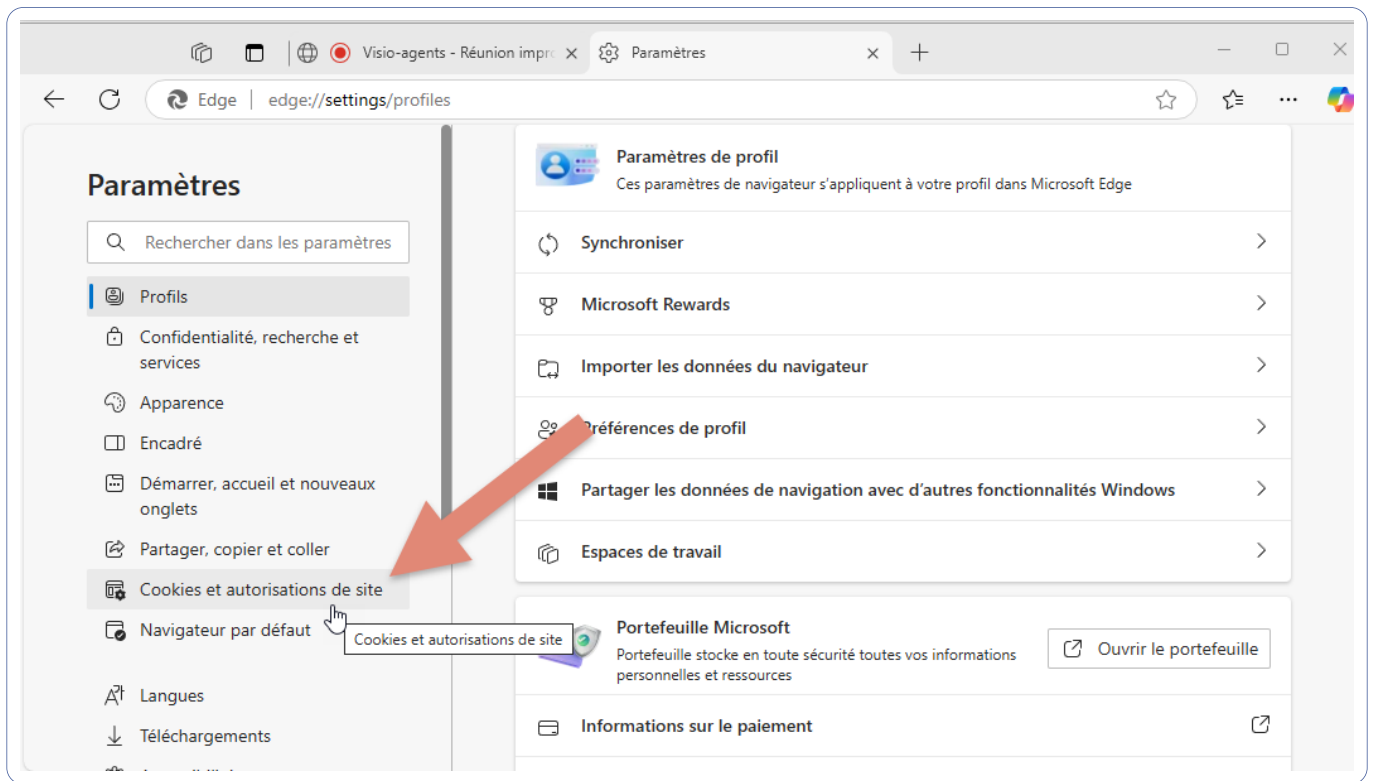 Visio-agents - Réunion impr
Paramètres
Edge
edge://settings/profiles
Paramètres
Rechercher dans les paramètres
Profils
Confidentialité, recherche et
services
Apparence
Encadré
Démarrer, accueil et nouveaux
onglets
Partager, copier et coller
Cookies et autorisations de site
Navigateur par défaut
Cookies et autorisations de site
Langues
Téléchargements
Paramètres de profil
Ces paramètres de navigateur s'appliquent à votre profil dans Microsoft Edge
Synchroniser
Microsoft Rewards
Importer les données du navigateur
Préférences de profil
Partager les données de navigation avec d'autres fonctionnalités Windows
Espaces de travail
Portefeuille Microsoft
Portefeuille stocke en toute sécurité toutes vos informations
personnelles et ressources
Ouvrir le portefeuille
Informations sur le paiement